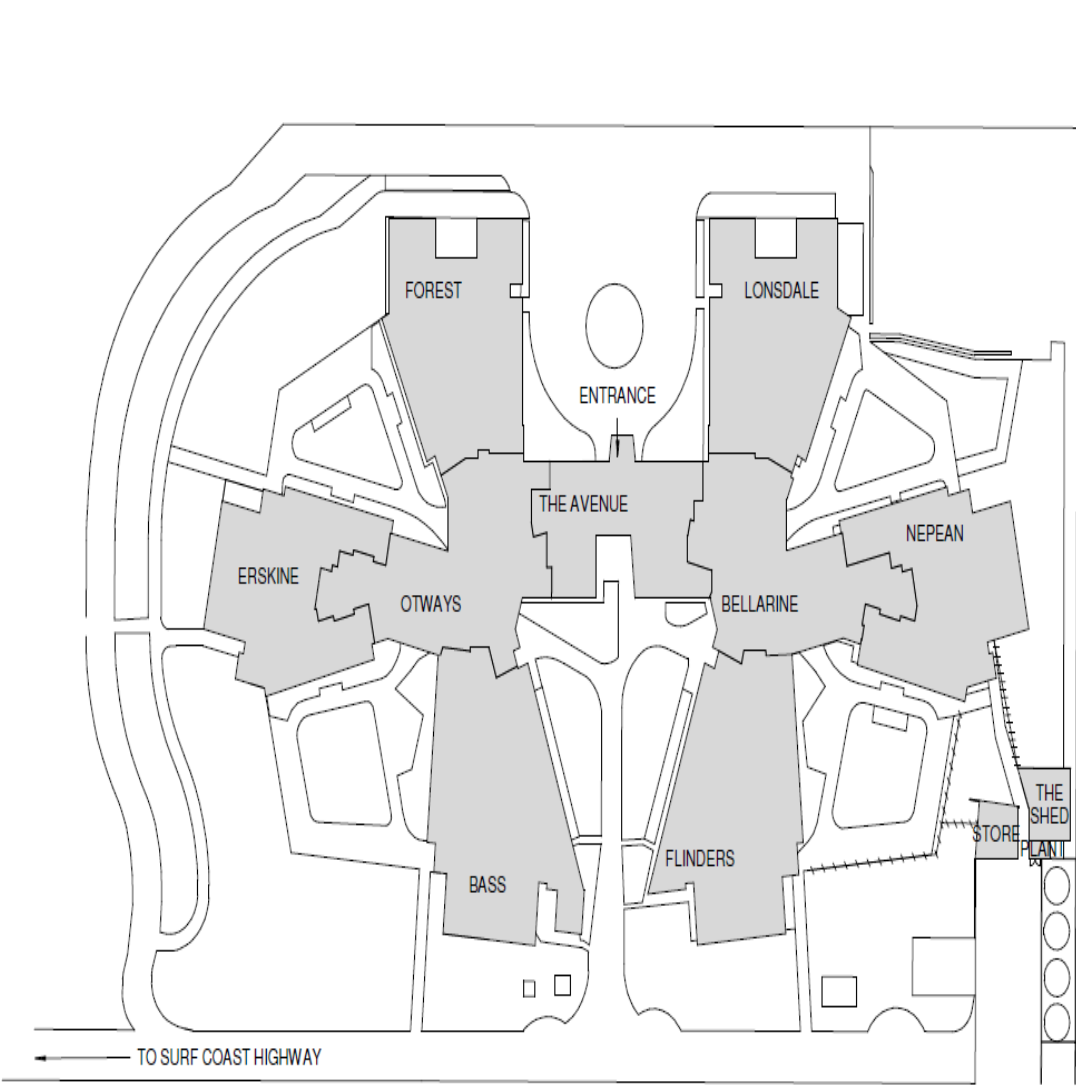 FOREST
LONSDALE
ENTRANCE
THE AVENUE
NEPEAN
ERSKINE
OTWAYS
BELLARINE
THE
SHED
STORE
PLANT
FLINDERS
BASS
TO SURF COAST HIGHWAY